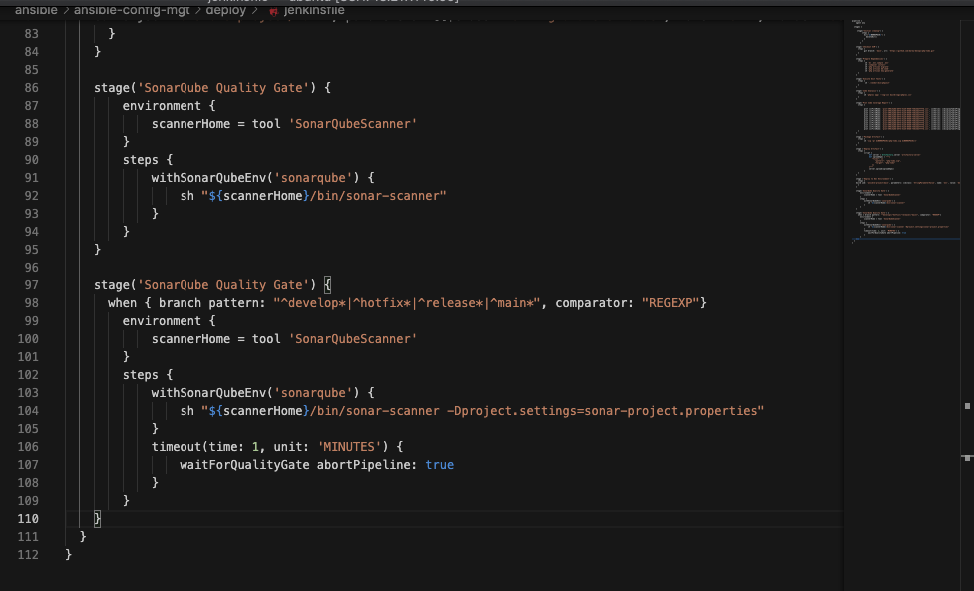 ansible > ansible-config-mgt > deploy > jenkinsfile
83 }
84 }
85
86 stage('SonarQube Quality Gate') {
87 environment {
88 scannerHome = tool 'SonarQubeScanner'
89 }
90 steps {
91 withSonarQubeEnv('sonarqube') {
92 sh "${scannerHome}/bin/sonar-scanner"
93 }
94 }
95 }
96
97 stage('SonarQube Quality Gate') {
98 when { branch pattern: "^develop*|^hotfix*|^release*|^main*", comparator: "REGEXP"}
99 environment {
100 scannerHome = tool 'SonarQubeScanner'
101 }
102 steps {
103 withSonarQubeEnv('sonarqube') {
104 sh "${scannerHome}/bin/sonar-scanner -Dproject.settings=sonar-project.properties"
105 }
106 timeout(time: 1, unit: 'MINUTES') {
107 waitForQualityGate abortPipeline: true
108 }
109 }
110 }
111 }
112 }